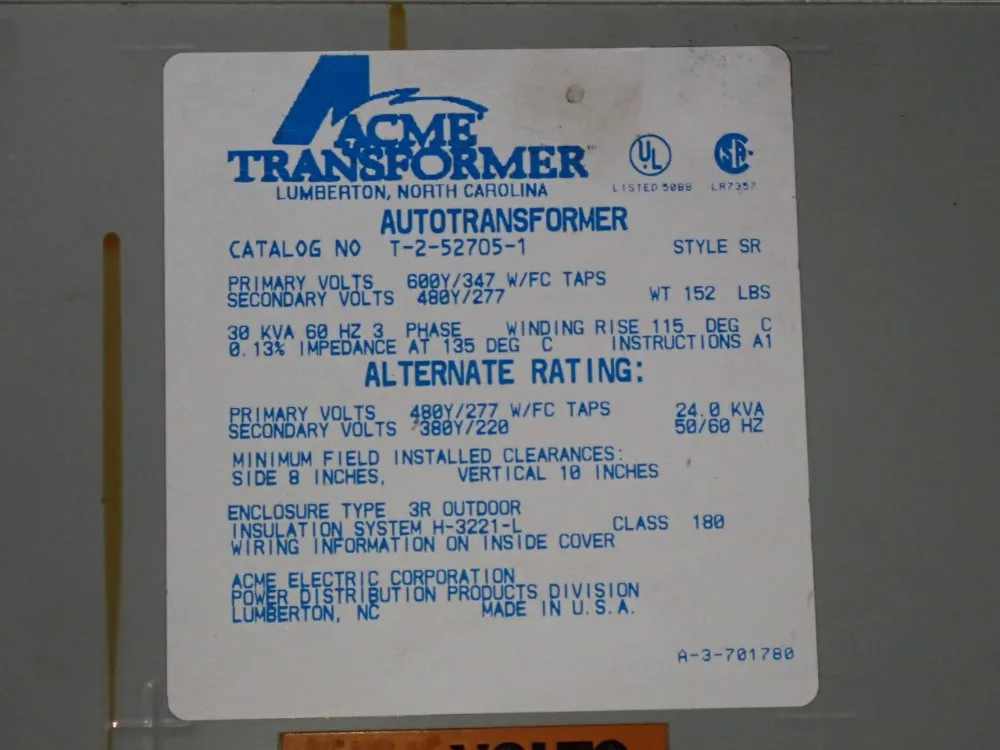 ACME
TRANSFORMER™
LUMBERTON, NORTH CAROLINA
UL
LISTED 50BB
SA
LR7357
AUTOTRANSFORMER
CATALOG NO T-2-52705-1 STYLE SR
PRIMARY VOLTS 600Y/347 W/FC TAPS
SECONDARY VOLTS 480Y/277 WT 152 LBS
30 KVA 60 HZ 3 PHASE WINDING RISE 115 DEG C
0.13% IMPEDANCE AT 135 DEG C INSTRUCTIONS A1
ALTERNATE RATING:
PRIMARY VOLTS 480Y/277 W/FC TAPS 24.0 KVA
SECONDARY VOLTS 380Y/220 50/60 HZ
MINIMUM FIELD INSTALLED CLEARANCES:
SIDE 8 INCHES, VERTICAL 10 INCHES
ENCLOSURE TYPE 3R OUTDOOR
INSULATION SYSTEM H-3221-L CLASS 180
WIRING INFORMATION ON INSIDE COVER
ACME ELECTRIC CORPORATION
POWER DISTRIBUTION PRODUCTS DIVISION
LUMBERTON, NC MADE IN U.S.A.
A-3-701780
VOLTS